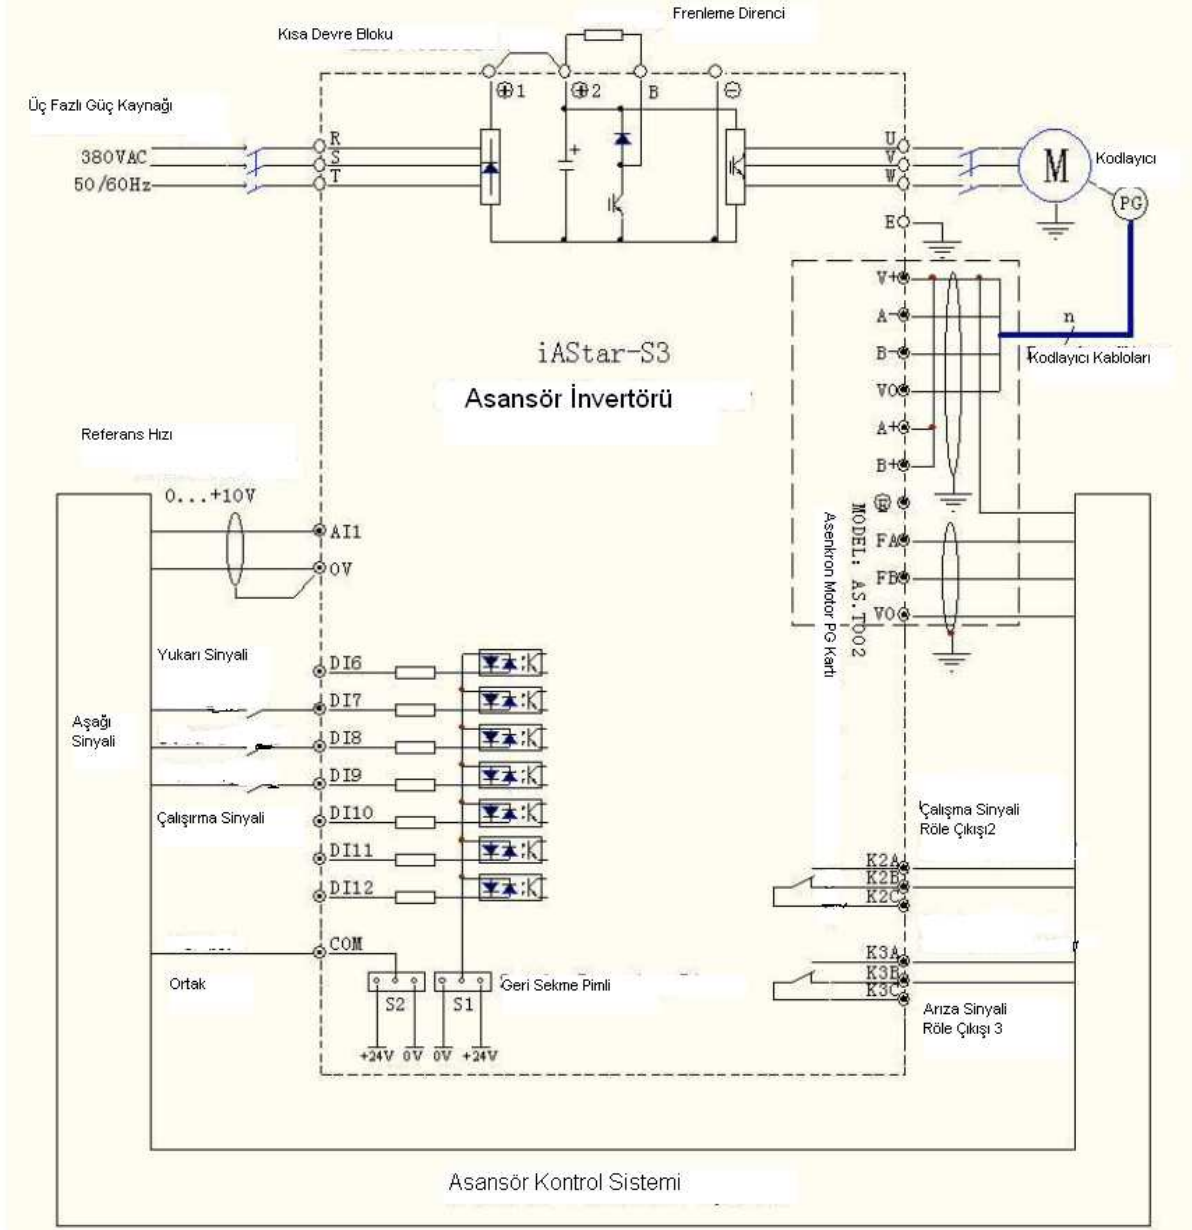 Frenleme Direnci
Kısa Devre Bloku
⊕1
⊕2
B
⊖
Üç Fazlı Güç Kaynağı
380VAC
50/60Hz
R
S
T
U
V
W
E
M
Kodlayıcı
PG
V+
A-
B-
V0
A+
B+
n
Kodlayıcı Kabloları
iAStar-S3
Asansör İnvertörü
Referans Hızı
0...+10V
AI1
0V
FA
FB
V0
MODEL: AS.T002
Asenkron Motor PG Kartı
Yukarı Sinyali
Aşağı
Sinyali
Çalışırma Sinyali
DI6
DI7
DI8
DI9
DI10
DI11
DI12
COM
Ortak
S2
S1
Geri Sekme Pimli
+24V
0V
0V
+24V
Çalışma Sinyali
Röle Çıkışı2
K2A
K2B
K2C
K3A
K3B
K3C
Arıza Sinyali
Röle Çıkışı 3
Asansör Kontrol Sistemi